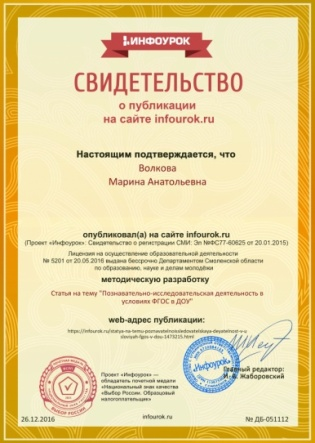 ИНФОУРОК
СВИДЕТЕЛЬСТВО
о публикации
на сайте infourok.ru
Настоящим подтверждается, что
Волкова
Марина Анатольевна
опубликовал(а) на сайте infourok.ru
(Проект «Инфоурок»: Свидетельство о регистрации СМИ: Эл №ФС77-60625 от 20.01.2015)
Лицензия на осуществление образовательной деятельности
№ 5201 от 20.05.2016 выдана бессрочно Департаментом Смоленской области
по образованию, науке и делам молодёжи
методическую разработку
Статья на тему "Познавательно-исследовательская деятельность в
условиях ФГОС в ДОУ"
web-адрес публикации:
Проект «Инфоурок» —
обладатель почетной медали
«Национальный знак качества
«Выбор России. Образцовый
налогоплательщик»
«Инфоурок»
Главный редактор:
И. В. Жаборовский
ВЫБОР РОССИИ
26.12.2016
infourok.ru
№ ДБ-051112